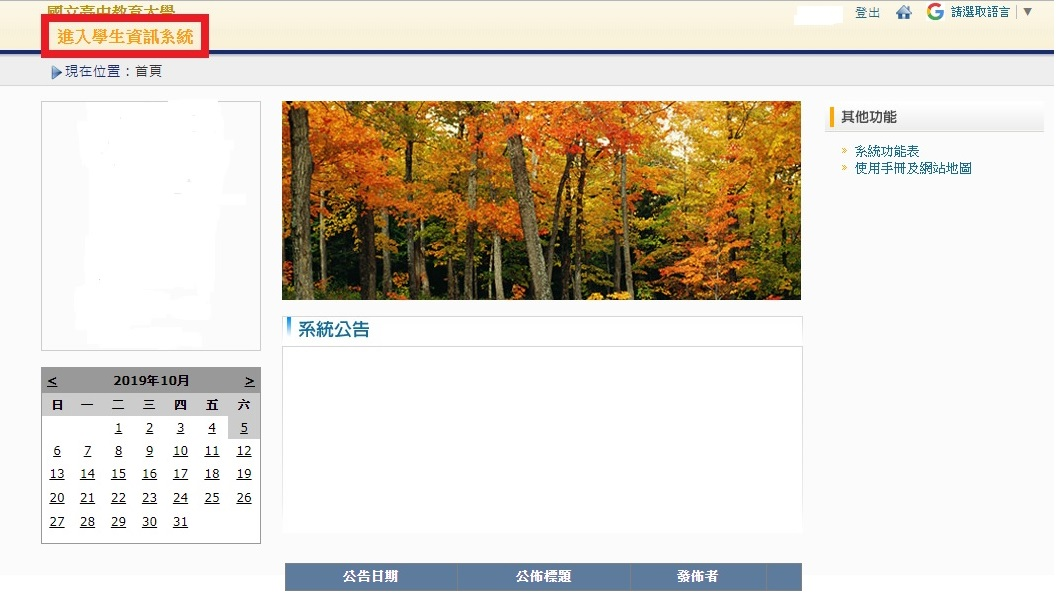 國立臺中教育大學
進入學生資訊系統
登出
請選取語言 ▼
現在位置：首頁
其他功能
» 系統功能表
» 使用手冊及網站地圖
系統公告
< 2019年10月 >
日 一 二 三 四 五 六
1 2 3 4 5
6 7 8 9 10 11 12
13 14 15 16 17 18 19
20 21 22 23 24 25 26
27 28 29 30 31
公告日期 公佈標題 發佈者